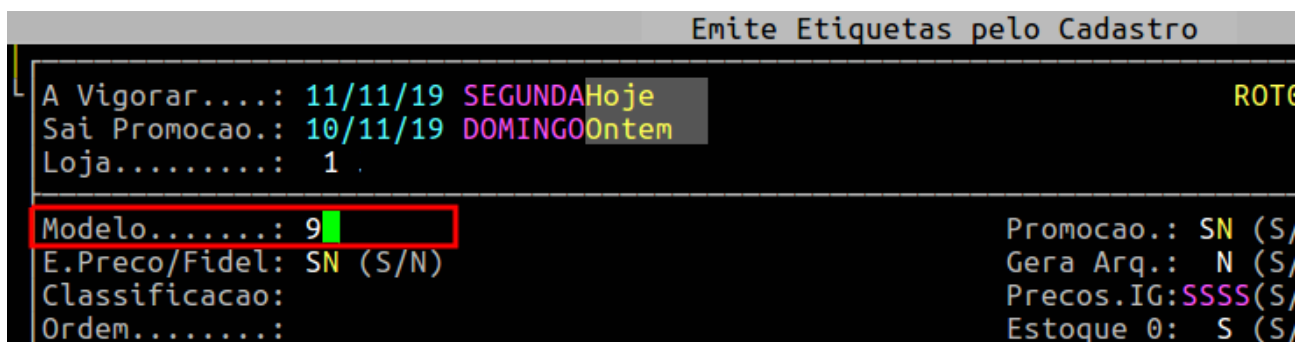 Emite Etiquetas pelo Cadastro
A Vigorar....: 11/11/19 SEGUNDAHoje
Sai Promocao.: 10/11/19 DOMINGOOntem
Loja.........: 1 .
Modelo.......: 9 Promocao.: SN (S/
E.Preco/Fidel: SN (S/N) Gera Arq.: N (S/
Classificacao: Precos.IG:SSSS(S/
Ordem........: Estoque 0: S (S/